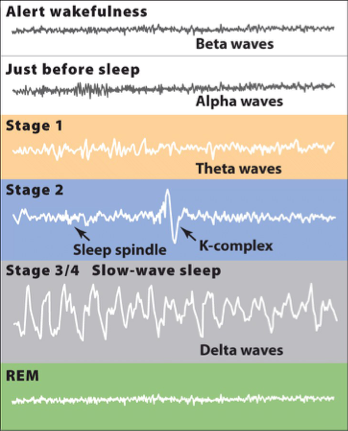 Alert wakefulness
Beta waves
Just before sleep
Alpha waves
Stage 1
Theta waves
Stage 2
Sleep spindle
K-complex
Stage 3/4 Slow-wave sleep
Delta waves
REM